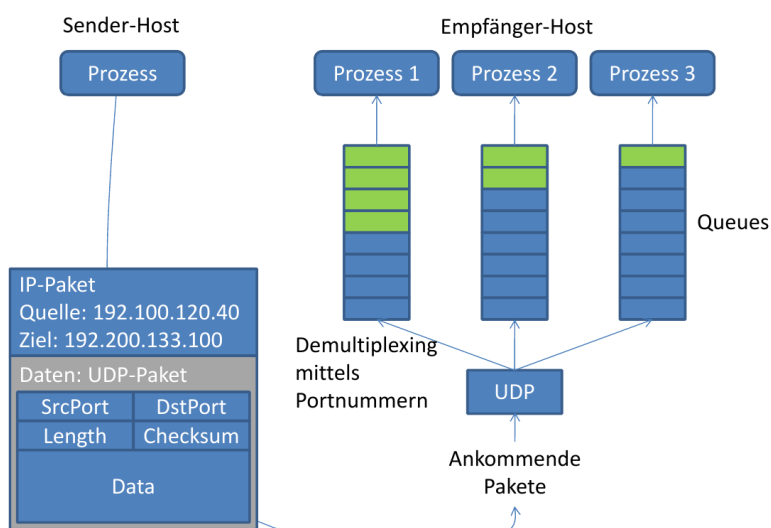 Sender-Host
Empfänger-Host
Prozess
Prozess 1
Prozess 2
Prozess 3
Queues
IP-Paket
Quelle: 192.100.120.40
Ziel: 192.200.133.100
Daten: UDP-Paket
SrcPort
DstPort
Length
Checksum
Data
Demultiplexing
mittels
Portnummern
UDP
Ankommende
Pakete